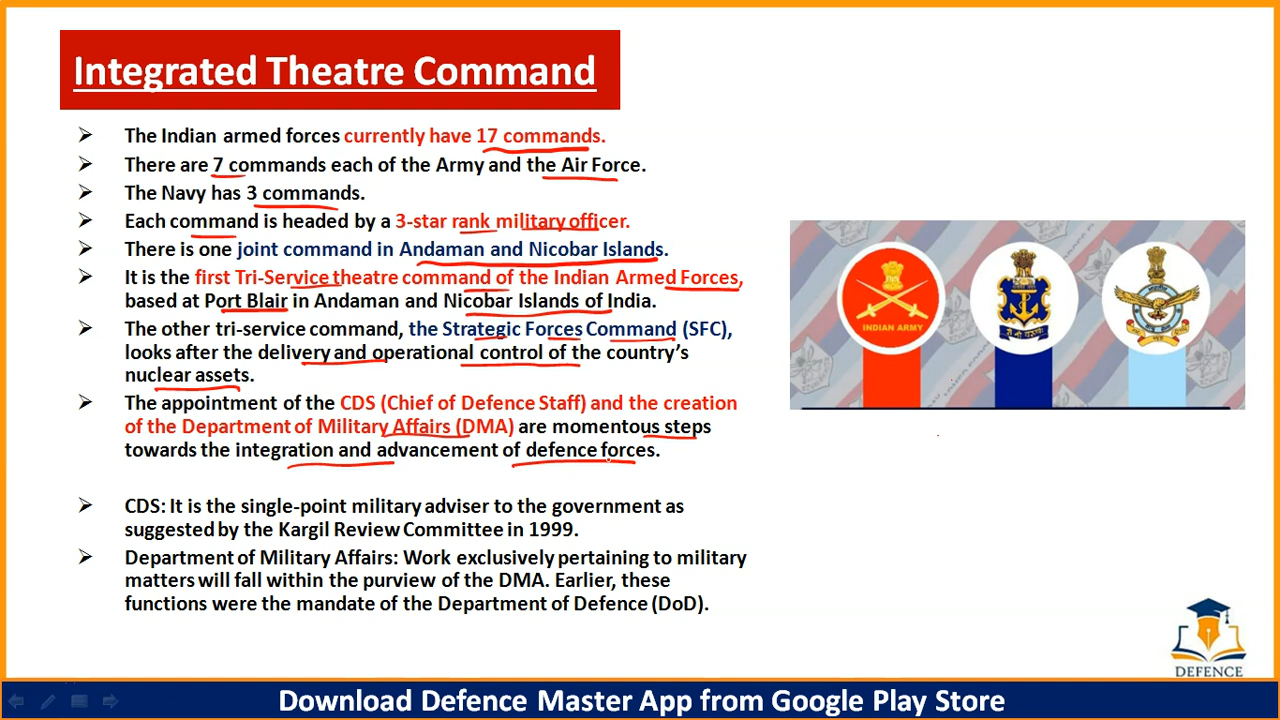 Integrated Theatre Command
The Indian armed forces currently have 17 commands.
There are 7 commands each of the Army and the Air Force.
The Navy has 3 commands.
Each command is headed by a 3-star rank military officer.
There is one joint command in Andaman and Nicobar Islands.
It is the first Tri-Service theatre command of the Indian Armed Forces,
based at Port Blair in Andaman and Nicobar Islands of India.
The other tri-service command, the Strategic Forces Command (SFC),
looks after the delivery and operational control of the country's
nuclear assets.
The appointment of the CDS (Chief of Defence Staff) and the creation
of the Department of Military Affairs (DMA) are momentous steps
towards the integration and advancement of defence forces.
CDS: It is the single-point military adviser to the government as
suggested by the Kargil Review Committee in 1999.
Department of Military Affairs: Work exclusively pertaining to military
matters will fall within the purview of the DMA. Earlier, these
functions were the mandate of the Department of Defence (DoD).
INDIAN ARMY
DEFENCE
Download Defence Master App from Google Play Store